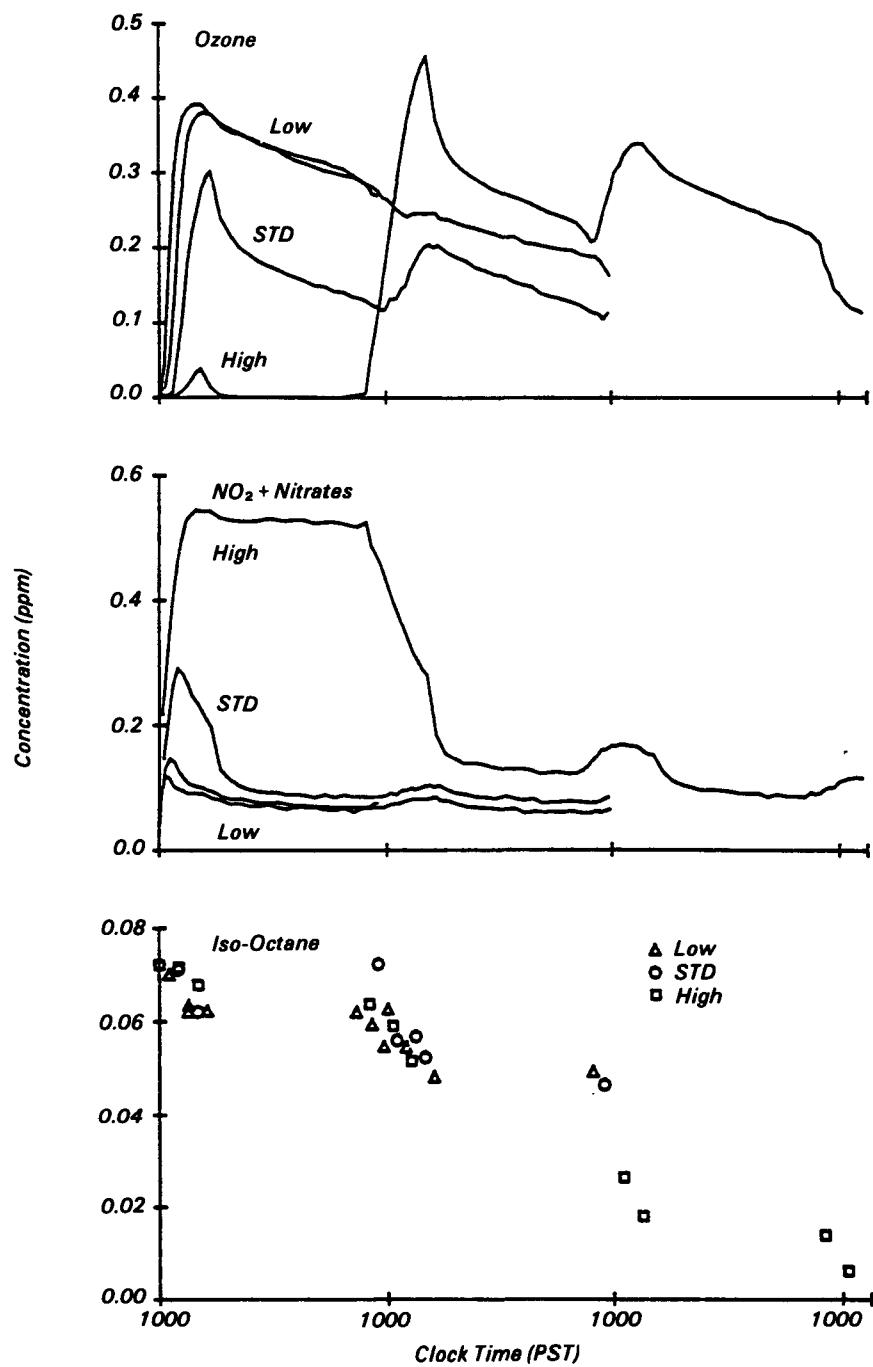 0.5
Ozone
0.4
Low
0.3
STD
0.2
0.1
High
0.0
0.6
NO₂ + Nitrates
High
0.4
STD
0.2
Low
0.0
Concentration (ppm)
0.08
Iso-Octane
Low
STD
High
0.06
0.04
0.02
0.00
1000 1000 1000 1000
Clock Time (PST)